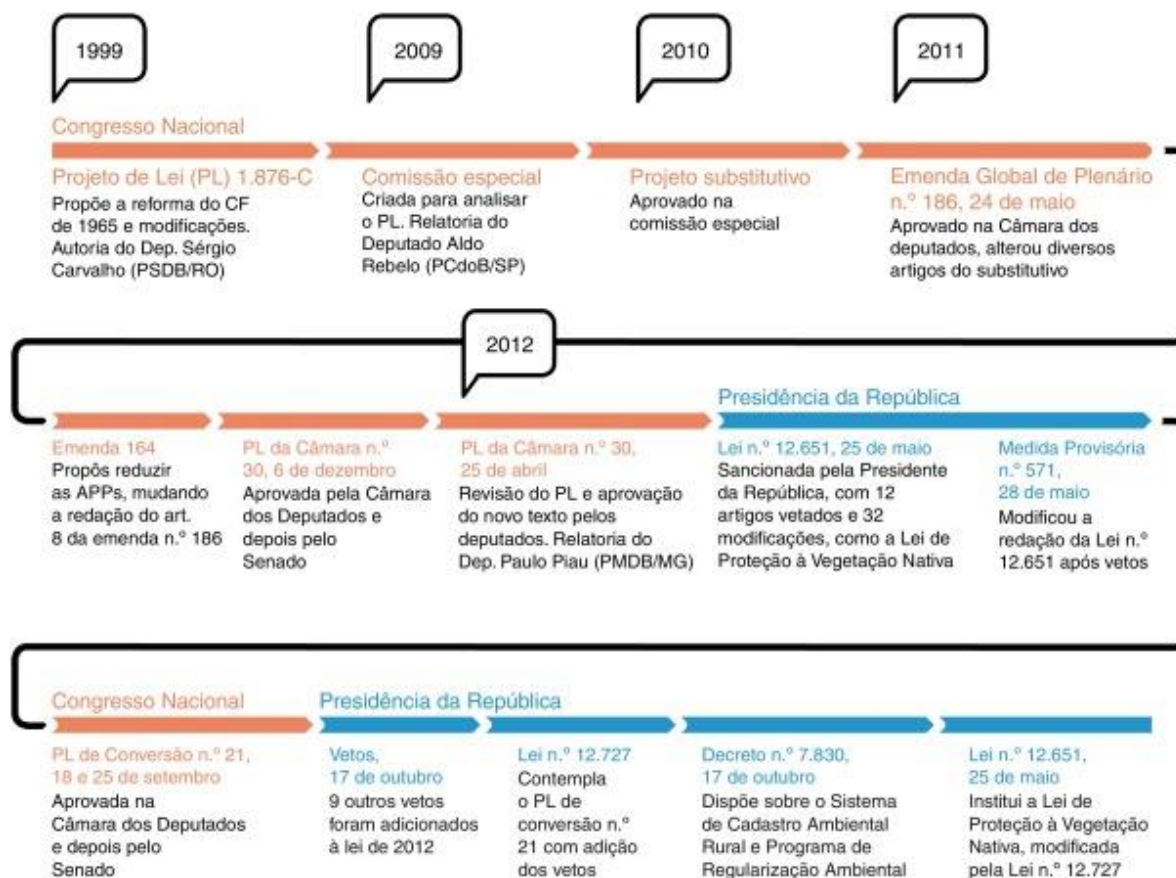 1999
2009
2010
2011
Congresso Nacional
Projeto de Lei (PL) 1.876-C
Propõe a reforma do CF
de 1965 e modificações.
Autoria do Dep. Sérgio
Carvalho (PSDB/RO)
Comissão especial
Criada para analisar
o PL. Relatoria do
Deputado Aldo
Rebelo (PCdoB/SP)
Projeto substitutivo
Aprovado na
comissão especial
Emenda Global de Plenário
n.º 186, 24 de maio
Aprovado na Câmara dos
deputados, alterou diversos
artigos do substitutivo
2012
Emenda 164
Propôs reduzir
as APPs, mudando
a redação do art.
8 da emenda n.º 186
PL da Câmara n.º
30, 6 de dezembro
Aprovada pela Câmara
dos Deputados e
depois pelo
Senado
PL da Câmara n.º 30,
25 de abril
Revisão do PL e aprovação
do novo texto pelos
deputados. Relatoria do
Dep. Paulo Piau (PMDB/MG)
Presidência da República
Lei n.º 12.651, 25 de maio
Sancionada pela Presidente
da República, com 12
artigos vetados e 32
modificações, como a Lei de
Proteção à Vegetação Nativa
Medida Provisória
n.º 571,
28 de maio
Modificou a
redação da Lei n.º
12.651 após vetos
Congresso Nacional
PL de Conversão n.º 21,
18 e 25 de setembro
Aprovada na
Câmara dos Deputados
e depois pelo
Senado
Presidência da República
Vetos,
17 de outubro
9 outros vetos
foram adicionados
à lei de 2012
Lei n.º 12.727
Contempla
o PL de
conversão n.º
21 com adição
dos vetos
Decreto n.º 7.830,
17 de outubro
Dispõe sobre o Sistema
de Cadastro Ambiental
Rural e Programa de
Regularização Ambiental
Lei n.º 12.651,
25 de maio
Institui a Lei de
Proteção à Vegetação
Nativa, modificada
pela Lei n.º 12.727